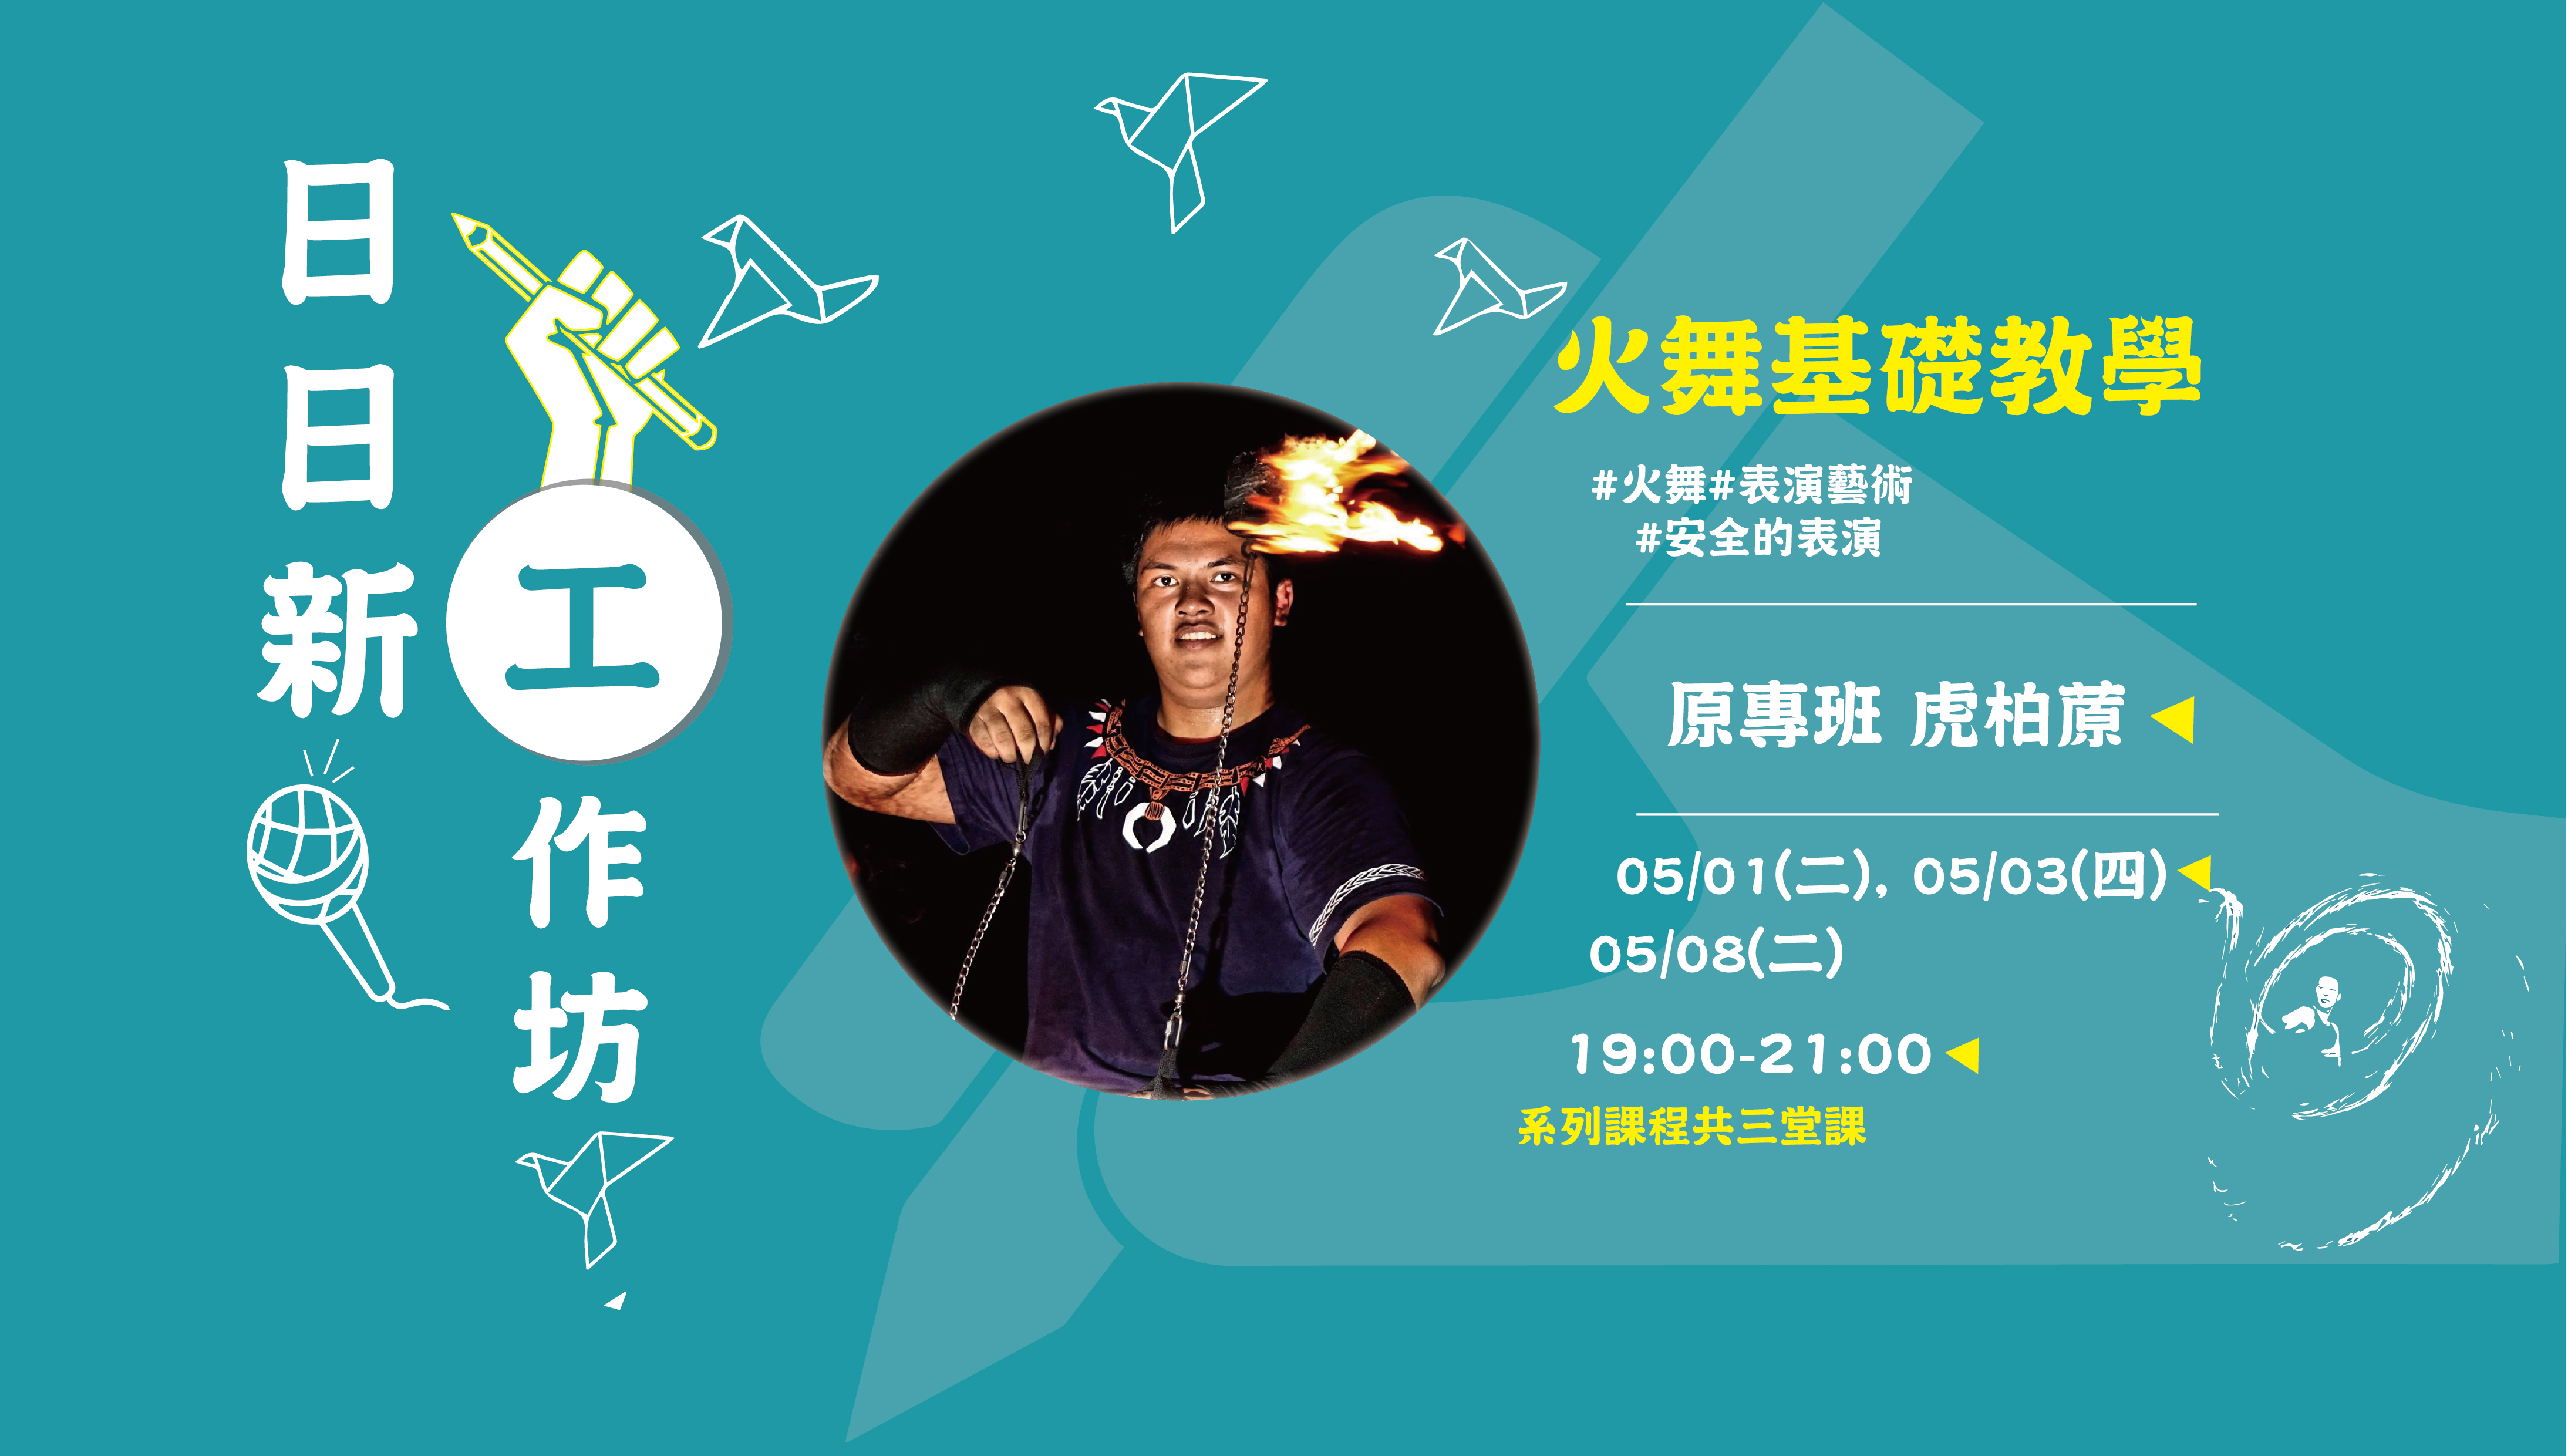 日日新
工作坊
火舞基礎教學
#火舞#表演藝術
#安全的表演
原專班 虎柏蒝
05/01(二), 05/03(四)
05/08(二)
19:00-21:00
系列課程共三堂課